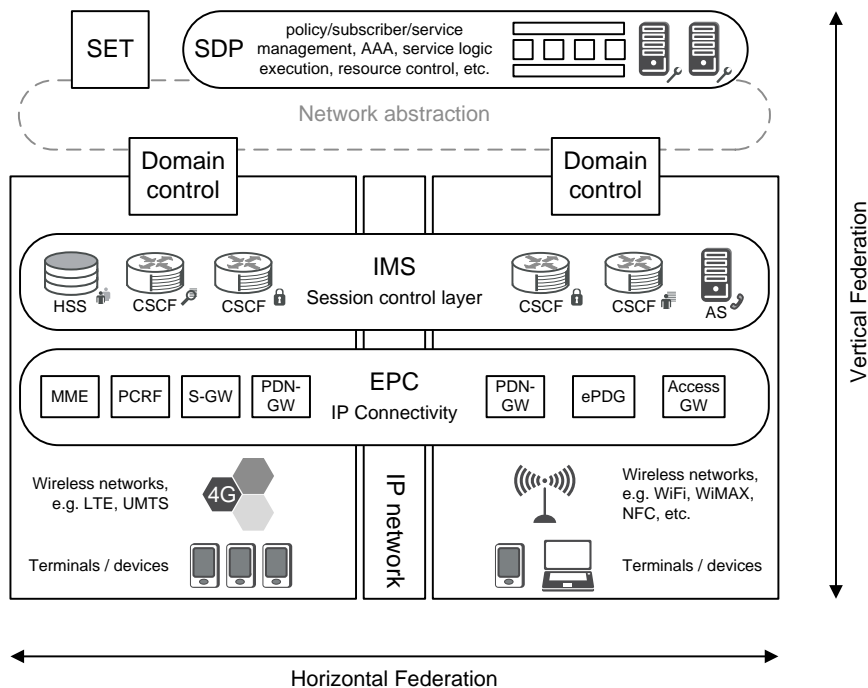 SET
SDP
policy/subscriber/service
management, AAA, service logic
execution, resource control, etc.
Network abstraction
Domain
control
Domain
control
IMS
Session control layer
HSS
CSCF
CSCF
CSCF
CSCF
AS
EPC
IP Connectivity
MME
PCRF
S-GW
PDN-
GW
PDN-
GW
ePDG
Access
GW
Wireless networks,
e.g. LTE, UMTS
4G
IP network
Wireless networks,
e.g. WiFi, WiMAX,
NFC, etc.
Terminals / devices
Terminals / devices
Vertical Federation
Horizontal Federation